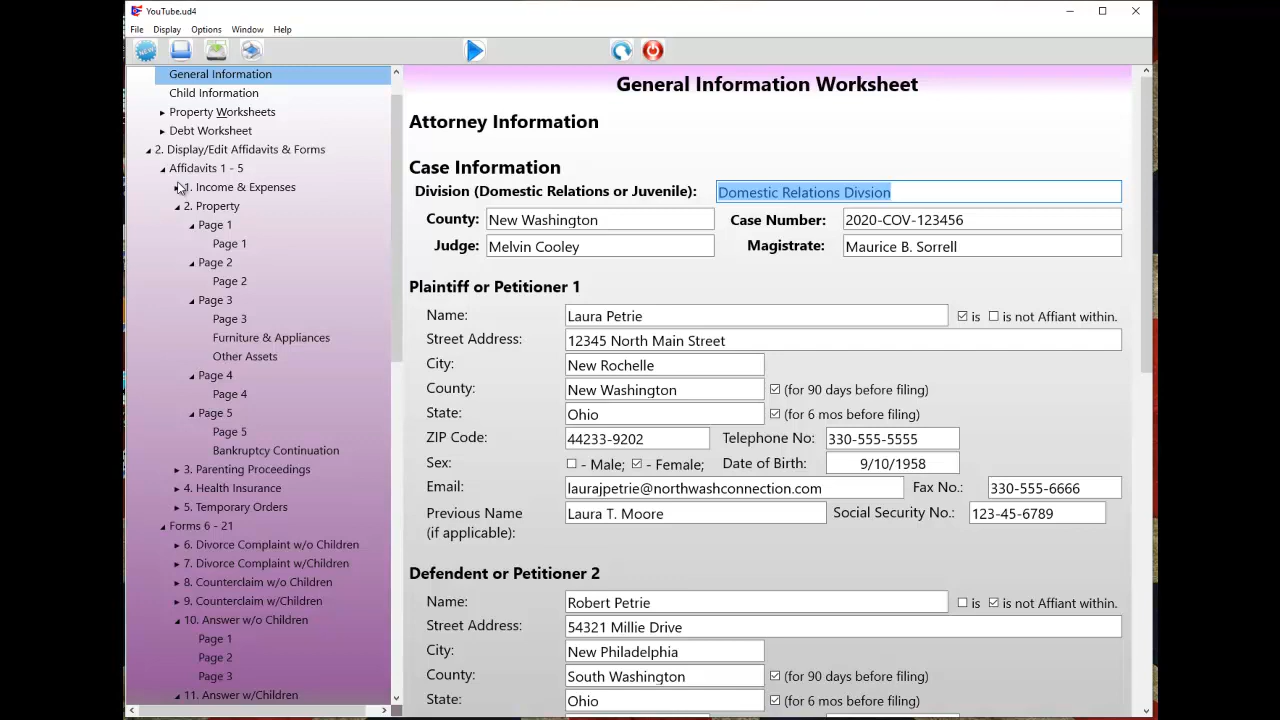 YouTube.ud4
File Display Options Window Help
NEW
General Information
Child Information
Property Worksheets
Debt Worksheet
2. Display/Edit Affidavits & Forms
Affidavits 1 - 5
1. Income & Expenses
2. Property
Page 1
Page 1
Page 2
Page 2
Page 3
Page 3
Furniture & Appliances
Other Assets
Page 4
Page 4
Page 5
Page 5
Bankruptcy Continuation
3. Parenting Proceedings
4. Health Insurance
5. Temporary Orders
Forms 6 - 21
6. Divorce Complaint w/o Children
7. Divorce Complaint w/Children
8. Counterclaim w/o Children
9. Counterclaim w/Children
10. Answer w/o Children
Page 1
Page 2
Page 3
11. Answer w/Children
General Information Worksheet
Attorney Information
Case Information
Division (Domestic Relations or Juvenile): Domestic Relations Divsion
County: New Washington Case Number: 2020-COV-123456
Judge: Melvin Cooley Magistrate: Maurice B. Sorrell
Plaintiff or Petitioner 1
Name: Laura Petrie is is not Affiant within.
Street Address: 12345 North Main Street
City: New Rochelle
County: New Washington (for 90 days before filing)
State: Ohio (for 6 mos before filing)
ZIP Code: 44233-9202 Telephone No: 330-555-5555
Sex: - Male; - Female; Date of Birth: 9/10/1958
Email: laurajpetrie@northwashconnection.com Fax No.: 330-555-6666
Previous Name Laura T. Moore Social Security No.: 123-45-6789
(if applicable):
Defendent or Petitioner 2
Name: Robert Petrie is is not Affiant within.
Street Address: 54321 Millie Drive
City: New Philadelphia
County: South Washington (for 90 days before filing)
State: Ohio (for 6 mos before filing)